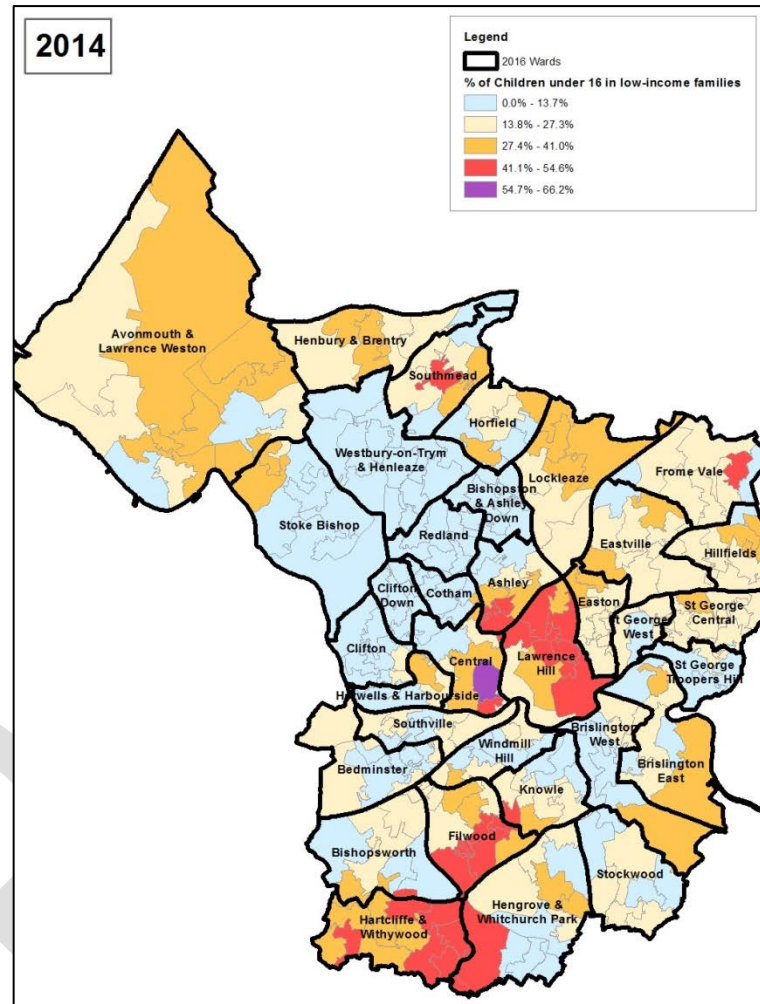 2014
Legend
2016 Wards
% of Children under 16 in low-income families
0.0% - 13.7%
13.8% - 27.3%
27.4% - 41.0%
41.1% - 54.6%
54.7% - 66.2%
Avonmouth &
Lawrence Weston
Henbury & Brentry
Southmead
Horfield
Westbury-on-Trym
& Henleaze
Lockleaze
Frome Vale
Bishopston
& Ashley
Down
Stoke Bishop
Redland
Eastville
Hillfields
Clifton
Down
Cotham
Ashley
Easton
St George
West
St George
Central
Clifton
Central
Lawrence
Hill
St George
Troopers Hill
Hotwells & Harbourside
Southville
Windmill
Hill
Brislington
West
Bedminster
Knowle
Brislington
East
Filwood
Bishopsworth
Stockwood
Hengrove &
Whitchurch Park
Hartcliffe &
Withywood